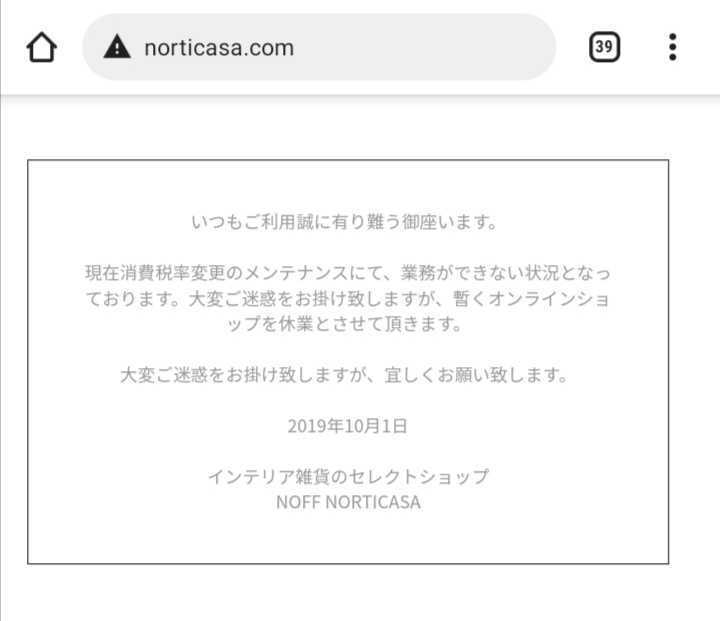 norticasa.com
39
いつもご利用誠に有り難う御座います。
現在消費税率変更のメンテナンスにて、業務ができない状況となっ
ております。大変ご迷惑をお掛け致しますが、暫くオンラインショ
ップを休業とさせて頂きます。
大変ご迷惑をお掛け致しますが、宜しくお願い致します。
2019年10月1日
インテリア雑貨のセレクトショップ
NOFF NORTICASA